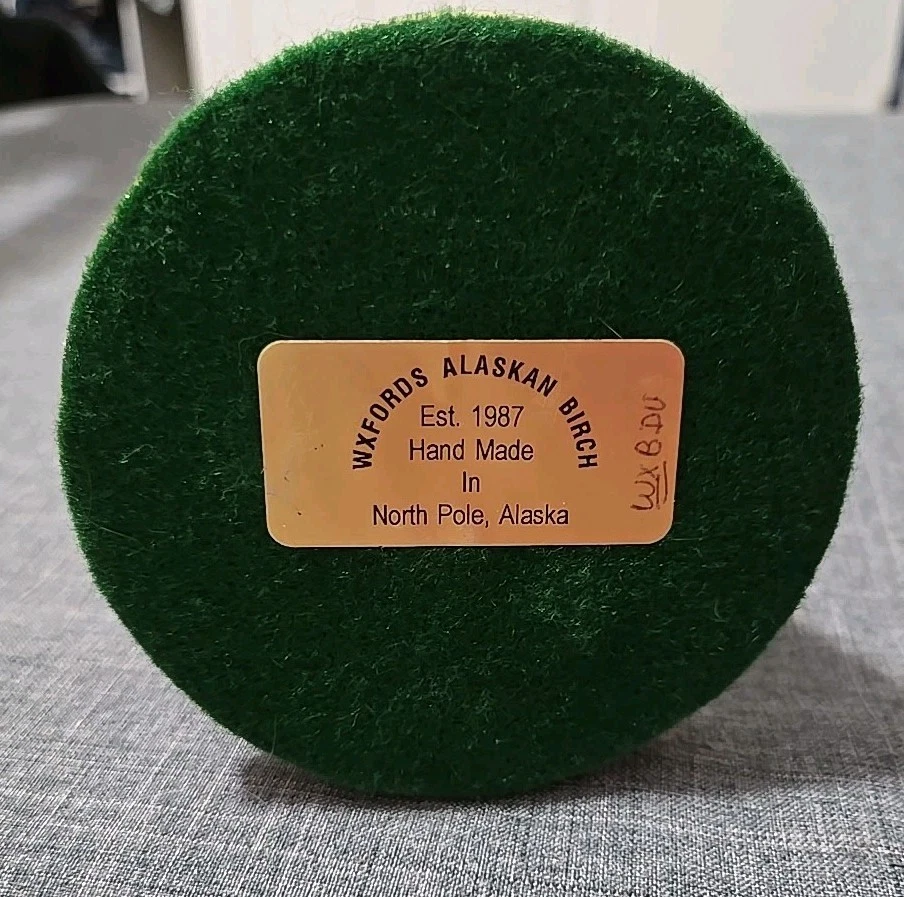 WXFORDS ALASKAN BIRCH
Est. 1987
Hand Made
In
North Pole, Alaska